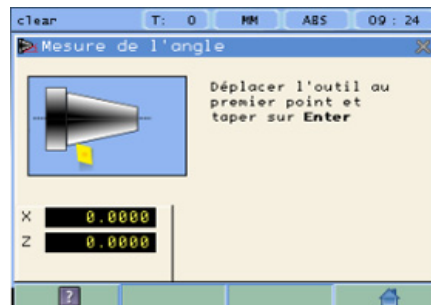 clear T: 0 MM ABS 09 : 24
Mesure de l'angle
Déplacer l'outil au
premier point et
taper sur Enter
X 0.0000
Z 0.0000
?